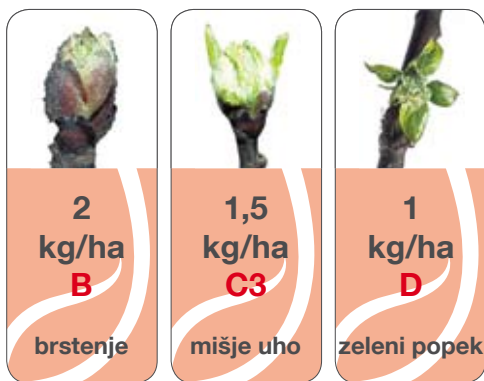 2
kg/ha
B
brstenje
1,5
kg/ha
C3
mišje uho
1
kg/ha
D
zeleni popek